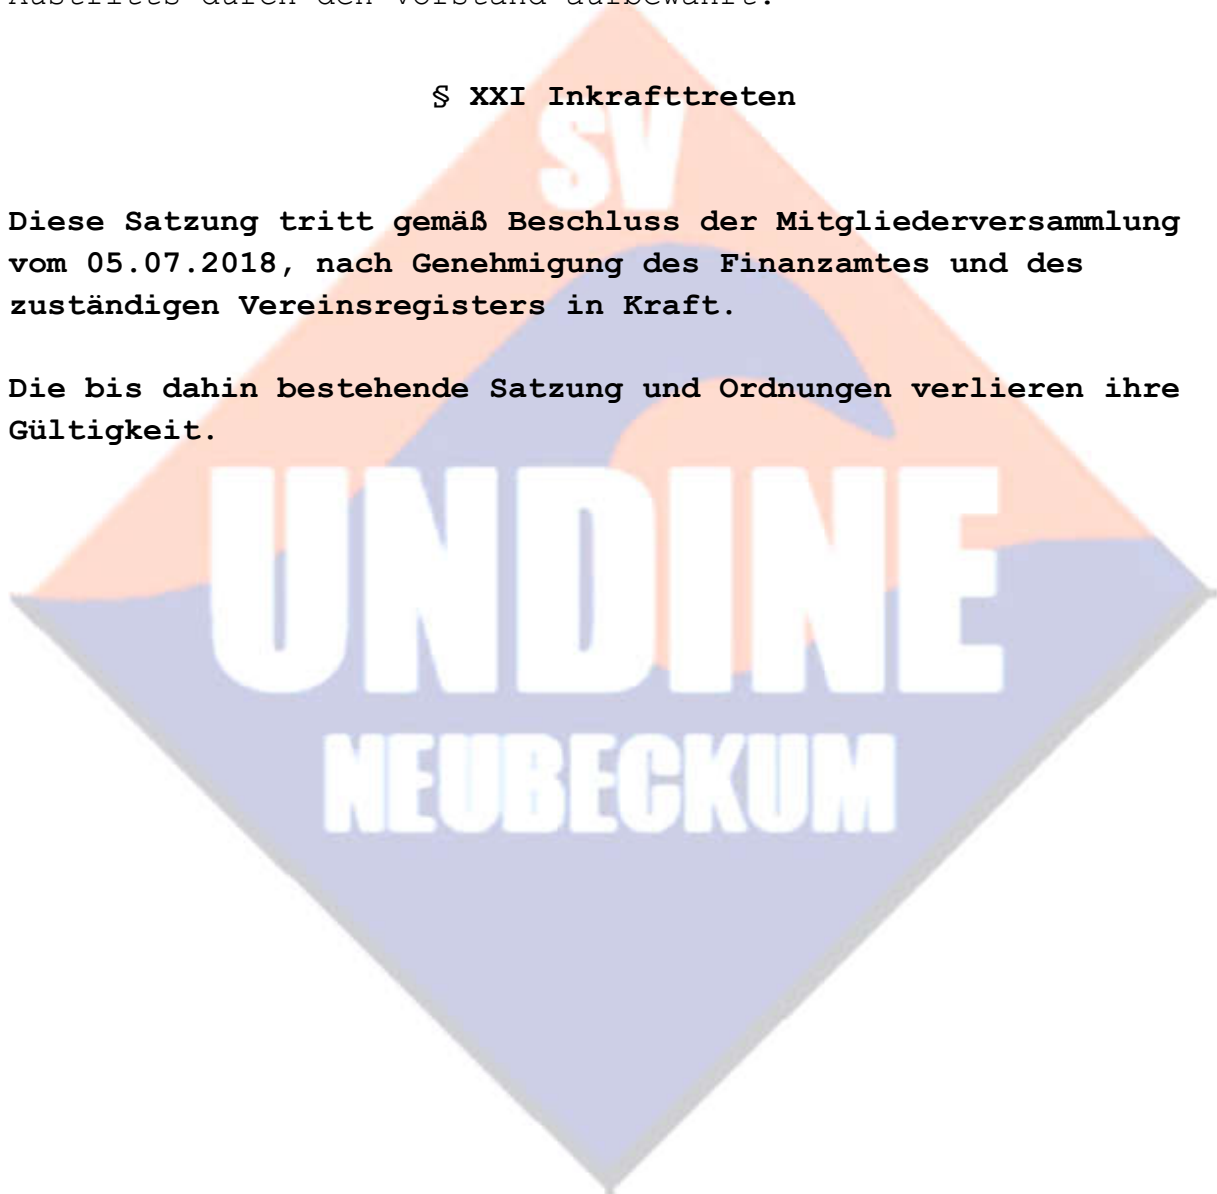 Austritts durch den Vorstand aufbewahrt.
§ XXI Inkrafttreten
SV
Diese Satzung tritt gemäß Beschluss der Mitgliederversammlung
vom 05.07.2018, nach Genehmigung des Finanzamtes und des
zuständigen Vereinsregisters in Kraft.
Die bis dahin bestehende Satzung und Ordnungen verlieren ihre
Gültigkeit.
UNDINE
NEUBECKUM